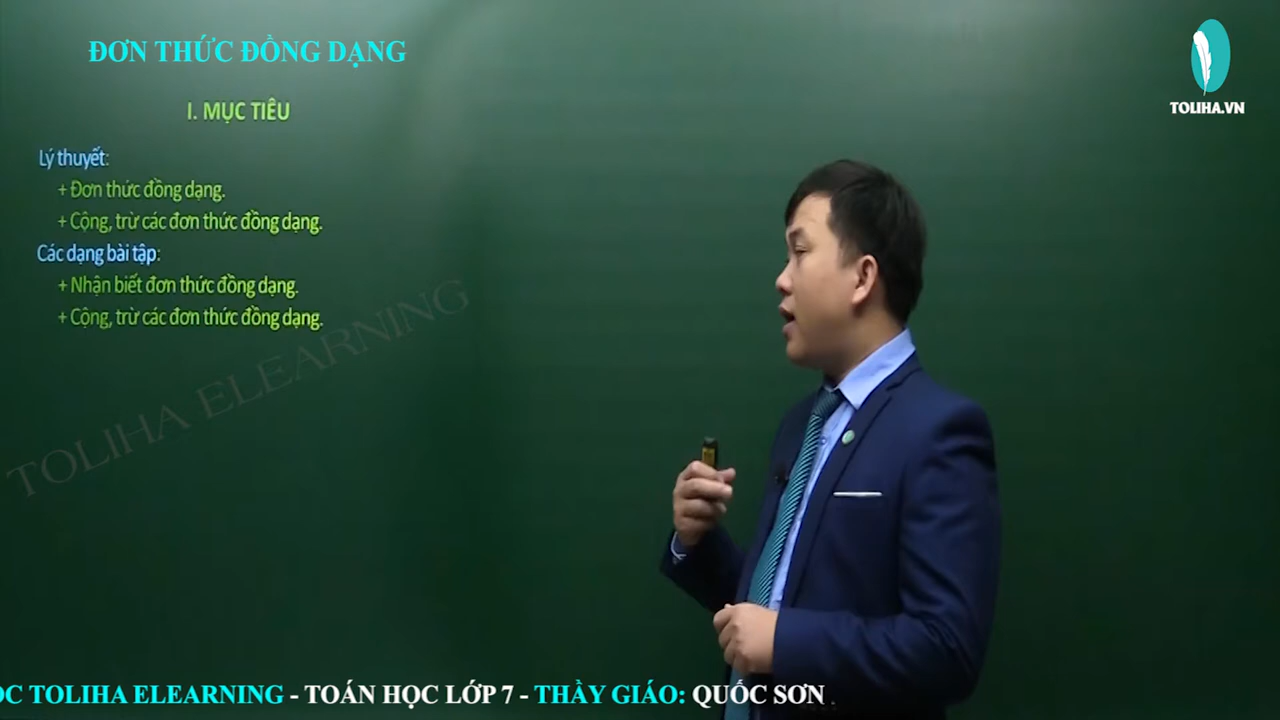 ĐƠN THỨC ĐỒNG DẠNG
TOLIHA.VN
I. MỤC TIÊU
Lý thuyết:
+ Đơn thức đồng dạng.
+ Cộng, trừ các đơn thức đồng dạng.
Các dạng bài tập:
+ Nhận biết đơn thức đồng dạng.
+ Cộng, trừ các đơn thức đồng dạng.
TOLIHA ELEARNING
TOLIHA ELEARNING - TOÁN HỌC LỚP 7 - THẦY GIÁO: QUỐC SƠN